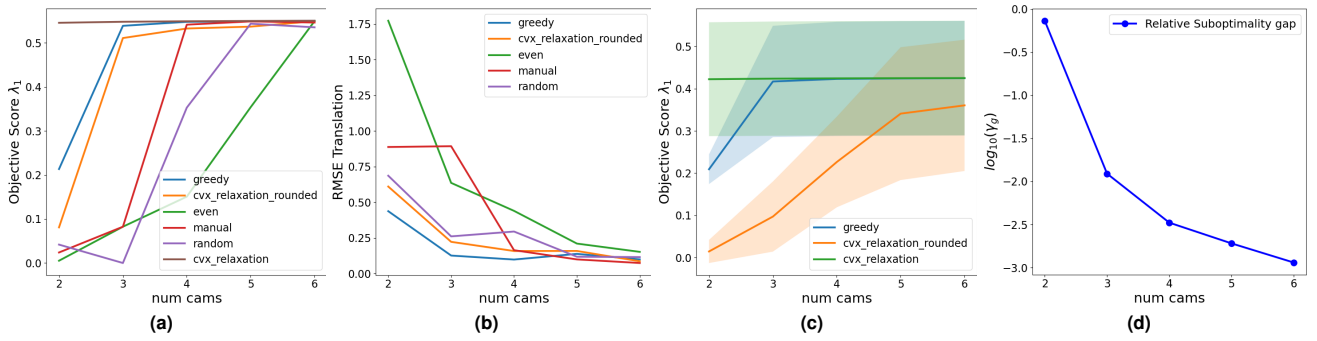 Objective Score λ₁
0.5
0.4
0.3
0.2
0.1
0.0
greedy
cvx_relaxation_rounded
even
manual
random
cvx_relaxation
2 3 4 5 6
num cams
(a)
RMSE Translation
1.75
1.50
1.25
1.00
0.75
0.50
0.25
0.00
greedy
cvx_relaxation_rounded
even
manual
random
2 3 4 5 6
num cams
(b)
Objective Score λ₁
0.5
0.4
0.3
0.2
0.1
0.0
greedy
cvx_relaxation_rounded
cvx_relaxation
2 3 4 5 6
num cams
(c)
log₁₀(γ_g)
0.0
−0.5
−1.0
−1.5
−2.0
−2.5
−3.0
Relative Suboptimality gap
2 3 4 5 6
num cams
(d)